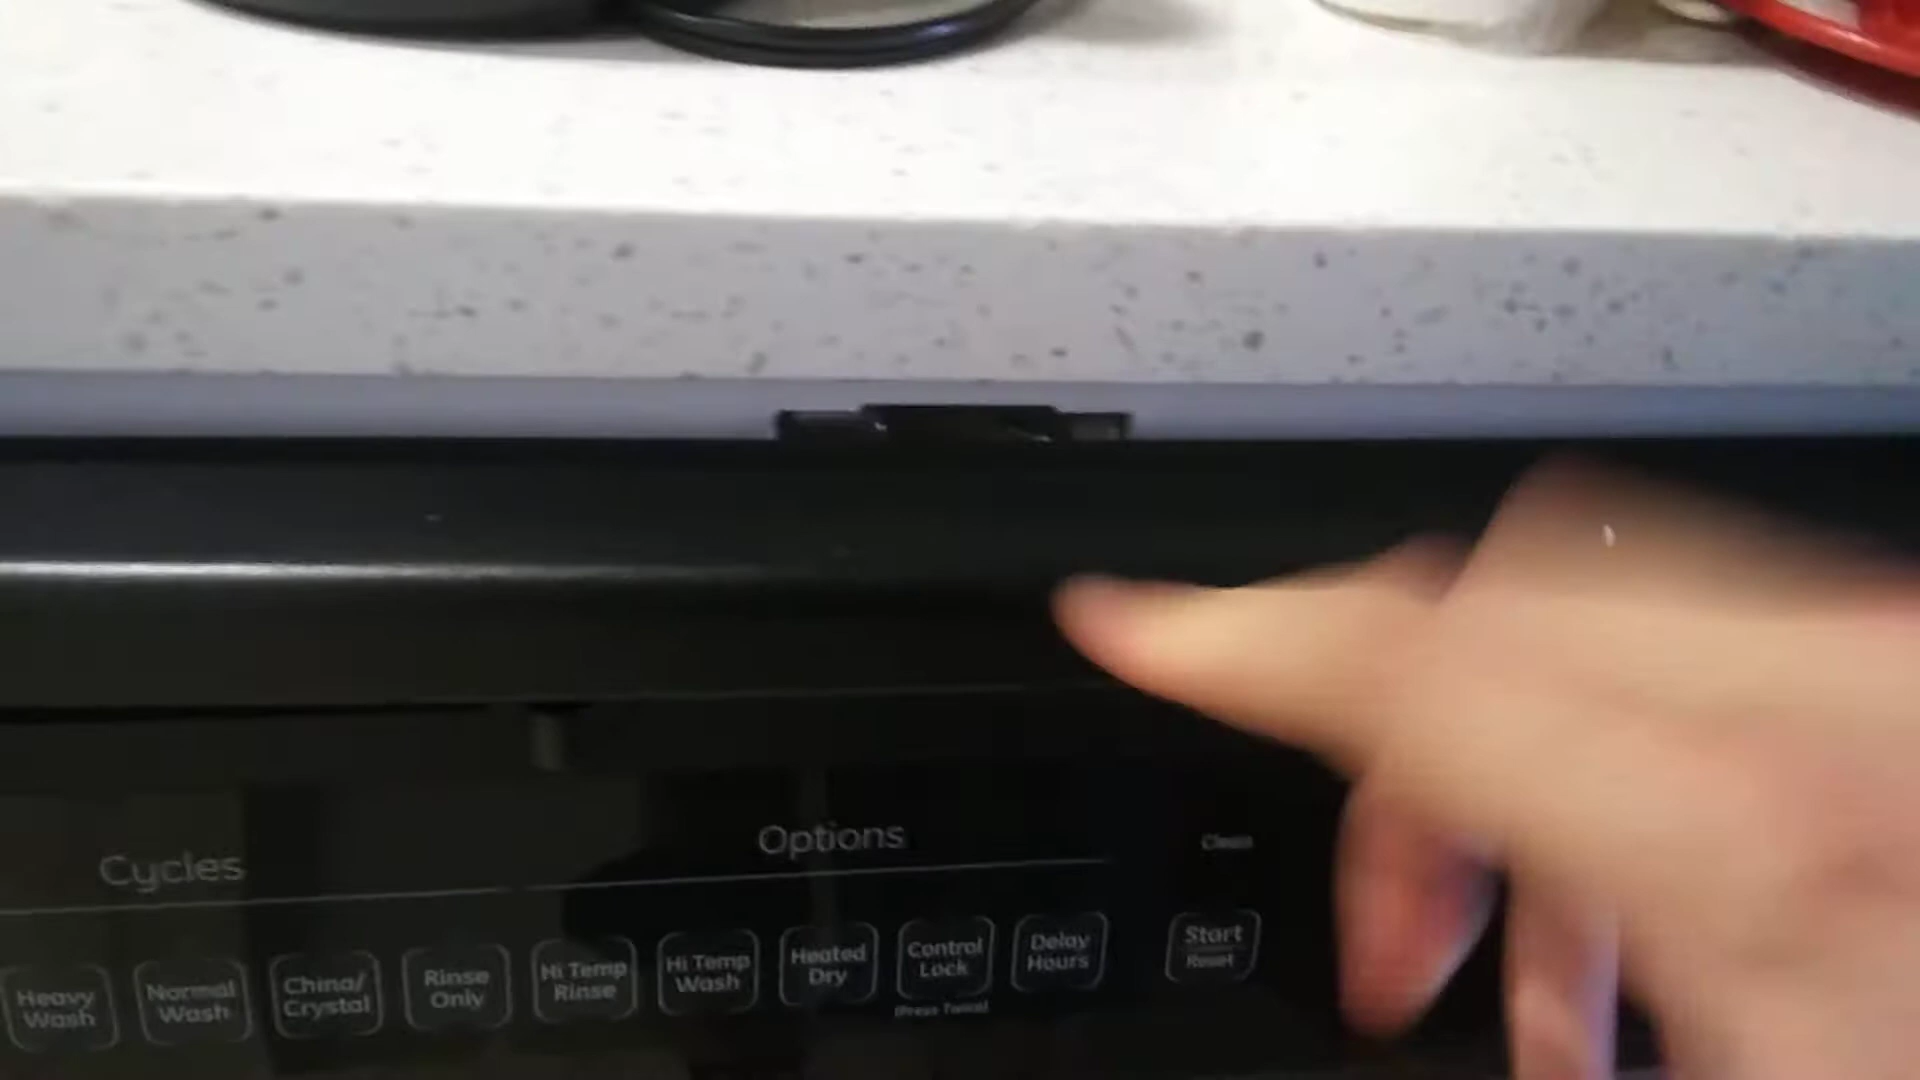 Cycles
Options
Clean
Heavy
Wash
Normal
Wash
China/
Crystal
Rinse
Only
Hi Temp
Rinse
Hi Temp
Wash
Heated
Dry
Control
Lock
(Press Twice)
Delay
Hours
Start
Reset